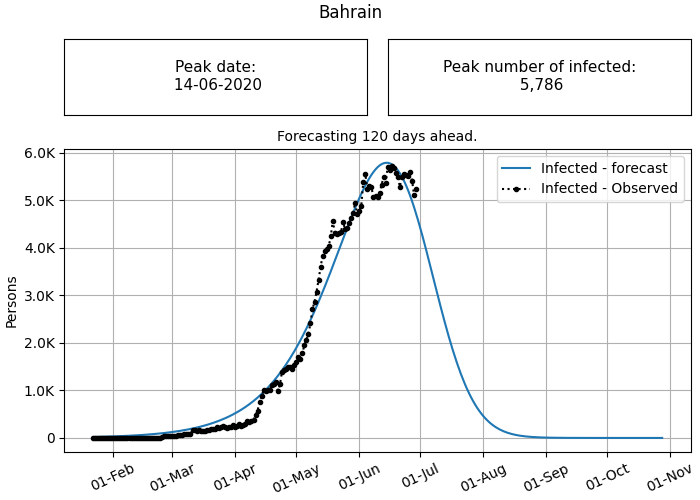 Bahrain
Peak date:
14-06-2020
Peak number of infected:
5,786
Forecasting 120 days ahead.
6.0K
5.0K
4.0K
3.0K
2.0K
1.0K
0
Persons
Infected - forecast
Infected - Observed
01-Feb
01-Mar
01-Apr
01-May
01-Jun
01-Jul
01-Aug
01-Sep
01-Oct
01-Nov